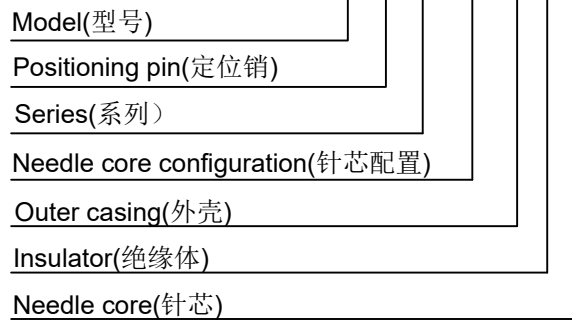 Model(型号)
Positioning pin(定位销)
Series(系列）
Needle core configuration(针芯配置)
Outer casing(外壳)
Insulator(绝缘体)
Needle core(针芯)